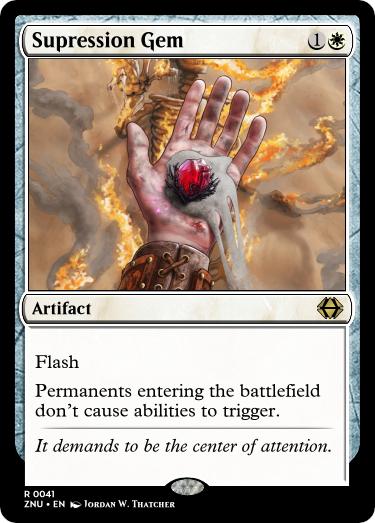 Supression Gem 1
Artifact
Flash
Permanents entering the battlefield
don't cause abilities to trigger.
It demands to be the center of attention.
R 0041
ZNU • EN Jordan W. Thatcher